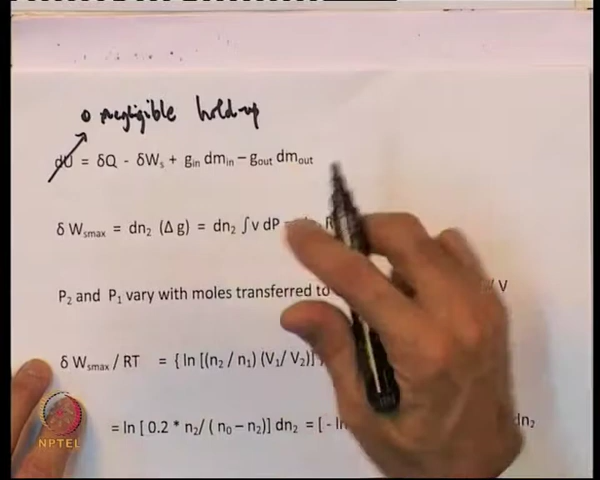 0 negligible hold-up
dU = δQ - δWs + gin dmin – gout dmout
δ Wsmax = dn2 (Δ g) = dn2 ∫v dP
P2 and P1 vary with moles transferred to / V
δ Wsmax / RT = { ln [(n2 / n1) (V1/ V2)]
= ln [ 0.2 * n2/ ( n0 – n2)] dn2 = [ - ln dn2
NPTEL